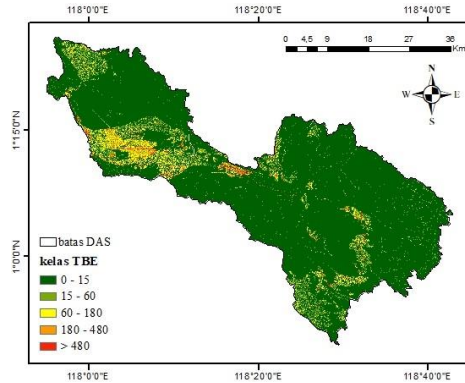 118°0'0"E 118°20'0"E 118°40'0"E
0 4,5 9 18 27 36
Km
N
W E
S
1°15'0"N
1°0'0"N
batas DAS
kelas TBE
0 - 15
15 - 60
60 - 180
180 - 480
> 480
118°0'0"E 118°20'0"E 118°40'0"E